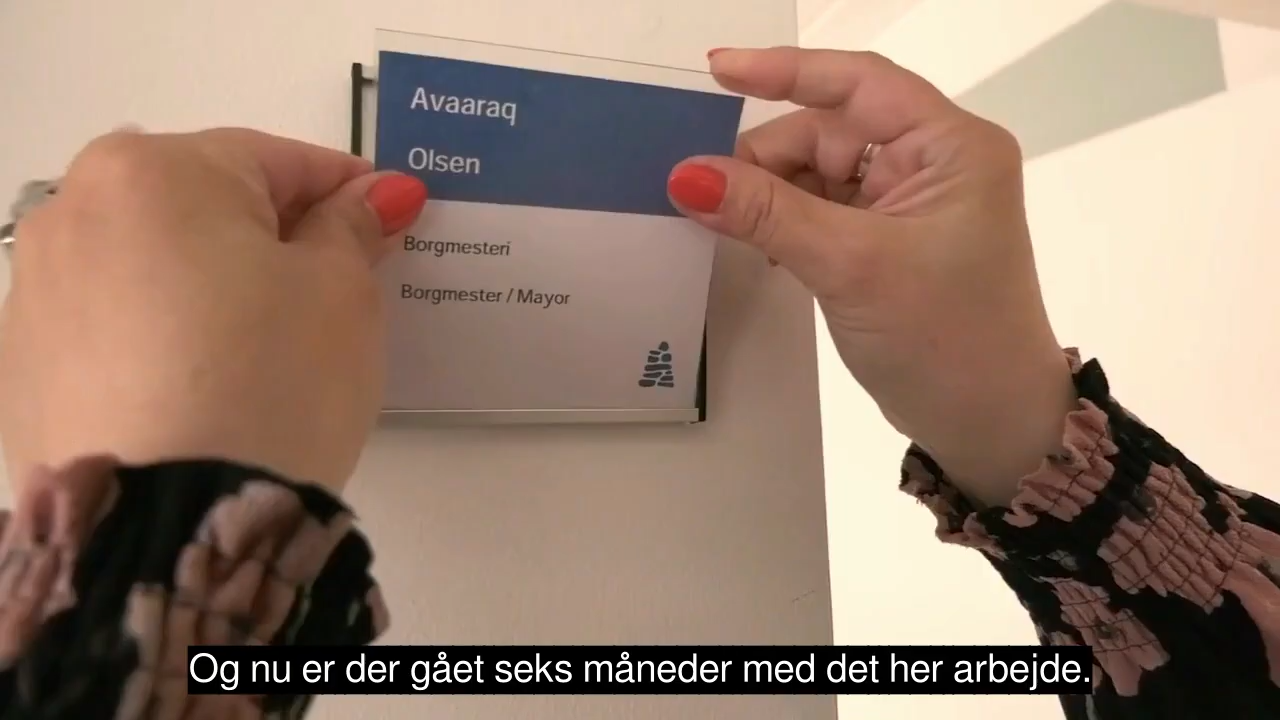 Avaaraq
Olsen
Borgmesteri
Borgmester / Mayor
Og nu er der gået seks måneder med det her arbejde.